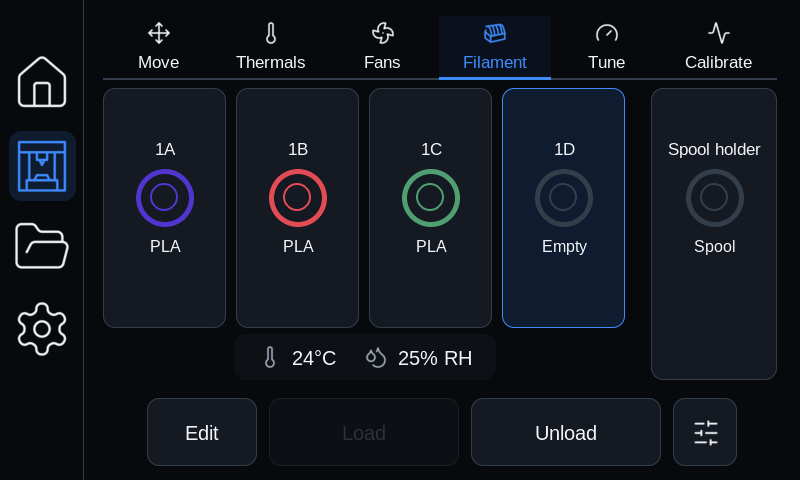 Move
Thermals
Fans
Filament
Tune
Calibrate
1A
PLA
1B
PLA
1C
PLA
1D
Empty
Spool holder
Spool
24°C
25% RH
Edit
Load
Unload